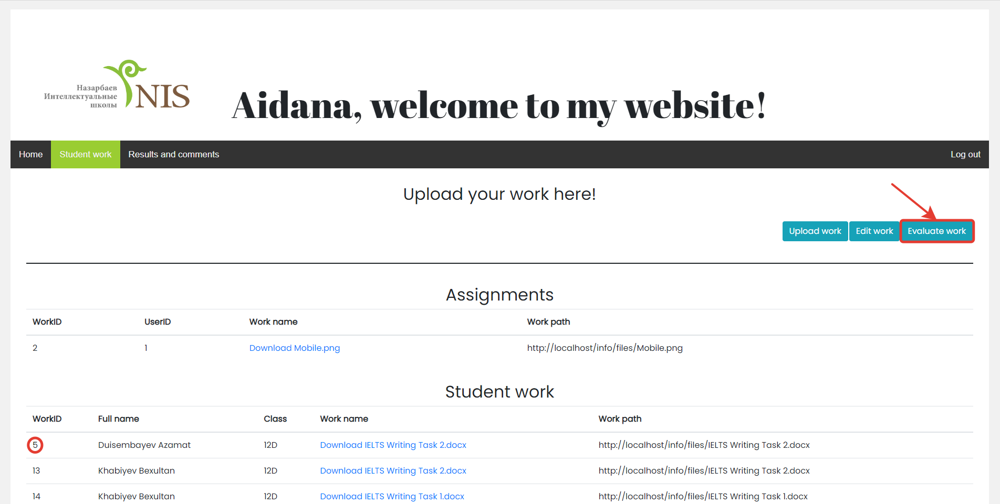 Назарбаев
Интеллектуальные
школы
NIS
Aidana, welcome to my website!
Home Student work Results and comments Log out
Upload your work here!
Upload work Edit work Evaluate work
Assignments
WorkID UserID Work name Work path
2 1 Download Mobile.png http://localhost/info/files/Mobile.png
Student work
WorkID Full name Class Work name Work path
5 Duisembayev Azamat 12D Download IELTS Writing Task 2.docx http://localhost/info/files/IELTS Writing Task 2.docx
13 Khabiyev Bexultan 12D Download IELTS Writing Task 2.docx http://localhost/info/files/IELTS Writing Task 2.docx
14 Khabiyev Bexultan 12D Download IELTS Writing Task 1.docx http://localhost/info/files/IELTS Writing Task 1.docx